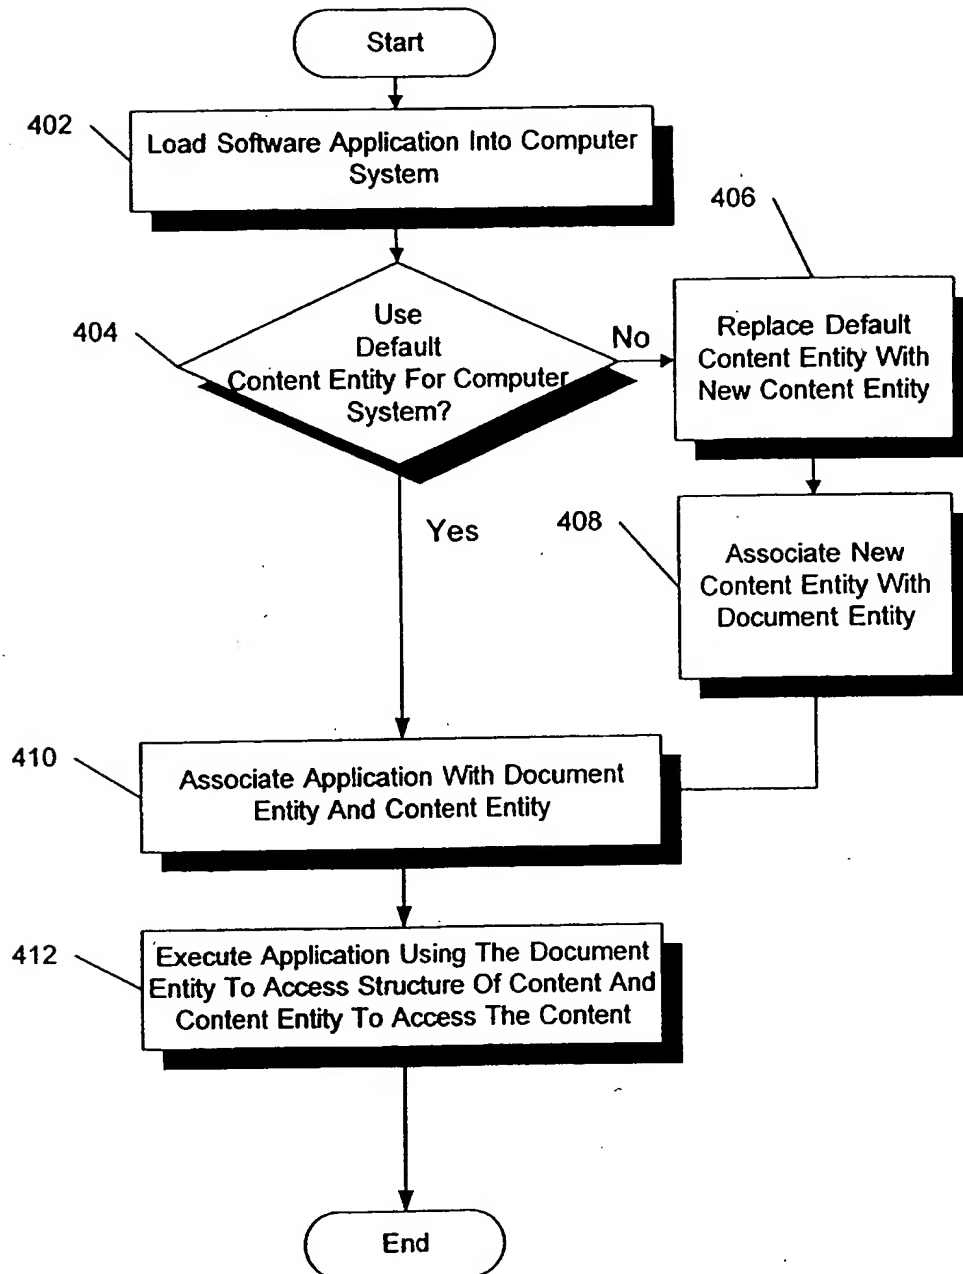 Start
402
Load Software Application Into Computer
System
406
404
Use
Default
Content Entity For Computer
System?
No
Replace Default
Content Entity With
New Content Entity
Yes
408
Associate New
Content Entity With
Document Entity
410
Associate Application With Document
Entity And Content Entity
412
Execute Application Using The Document
Entity To Access Structure Of Content And
Content Entity To Access The Content
End